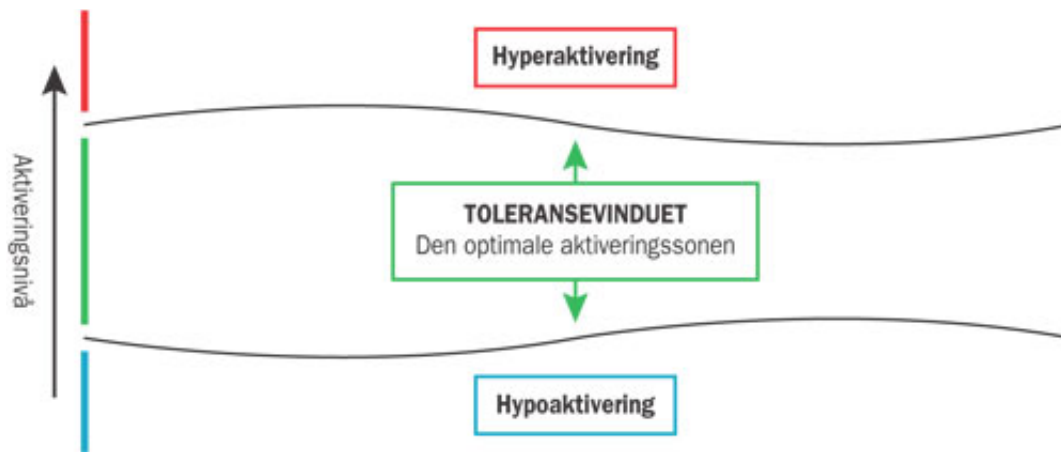 Hyperaktivering
Aktiveringsnivå
TOLERANSEVINDUET
Den optimale aktiveringssonen
Hypoaktivering